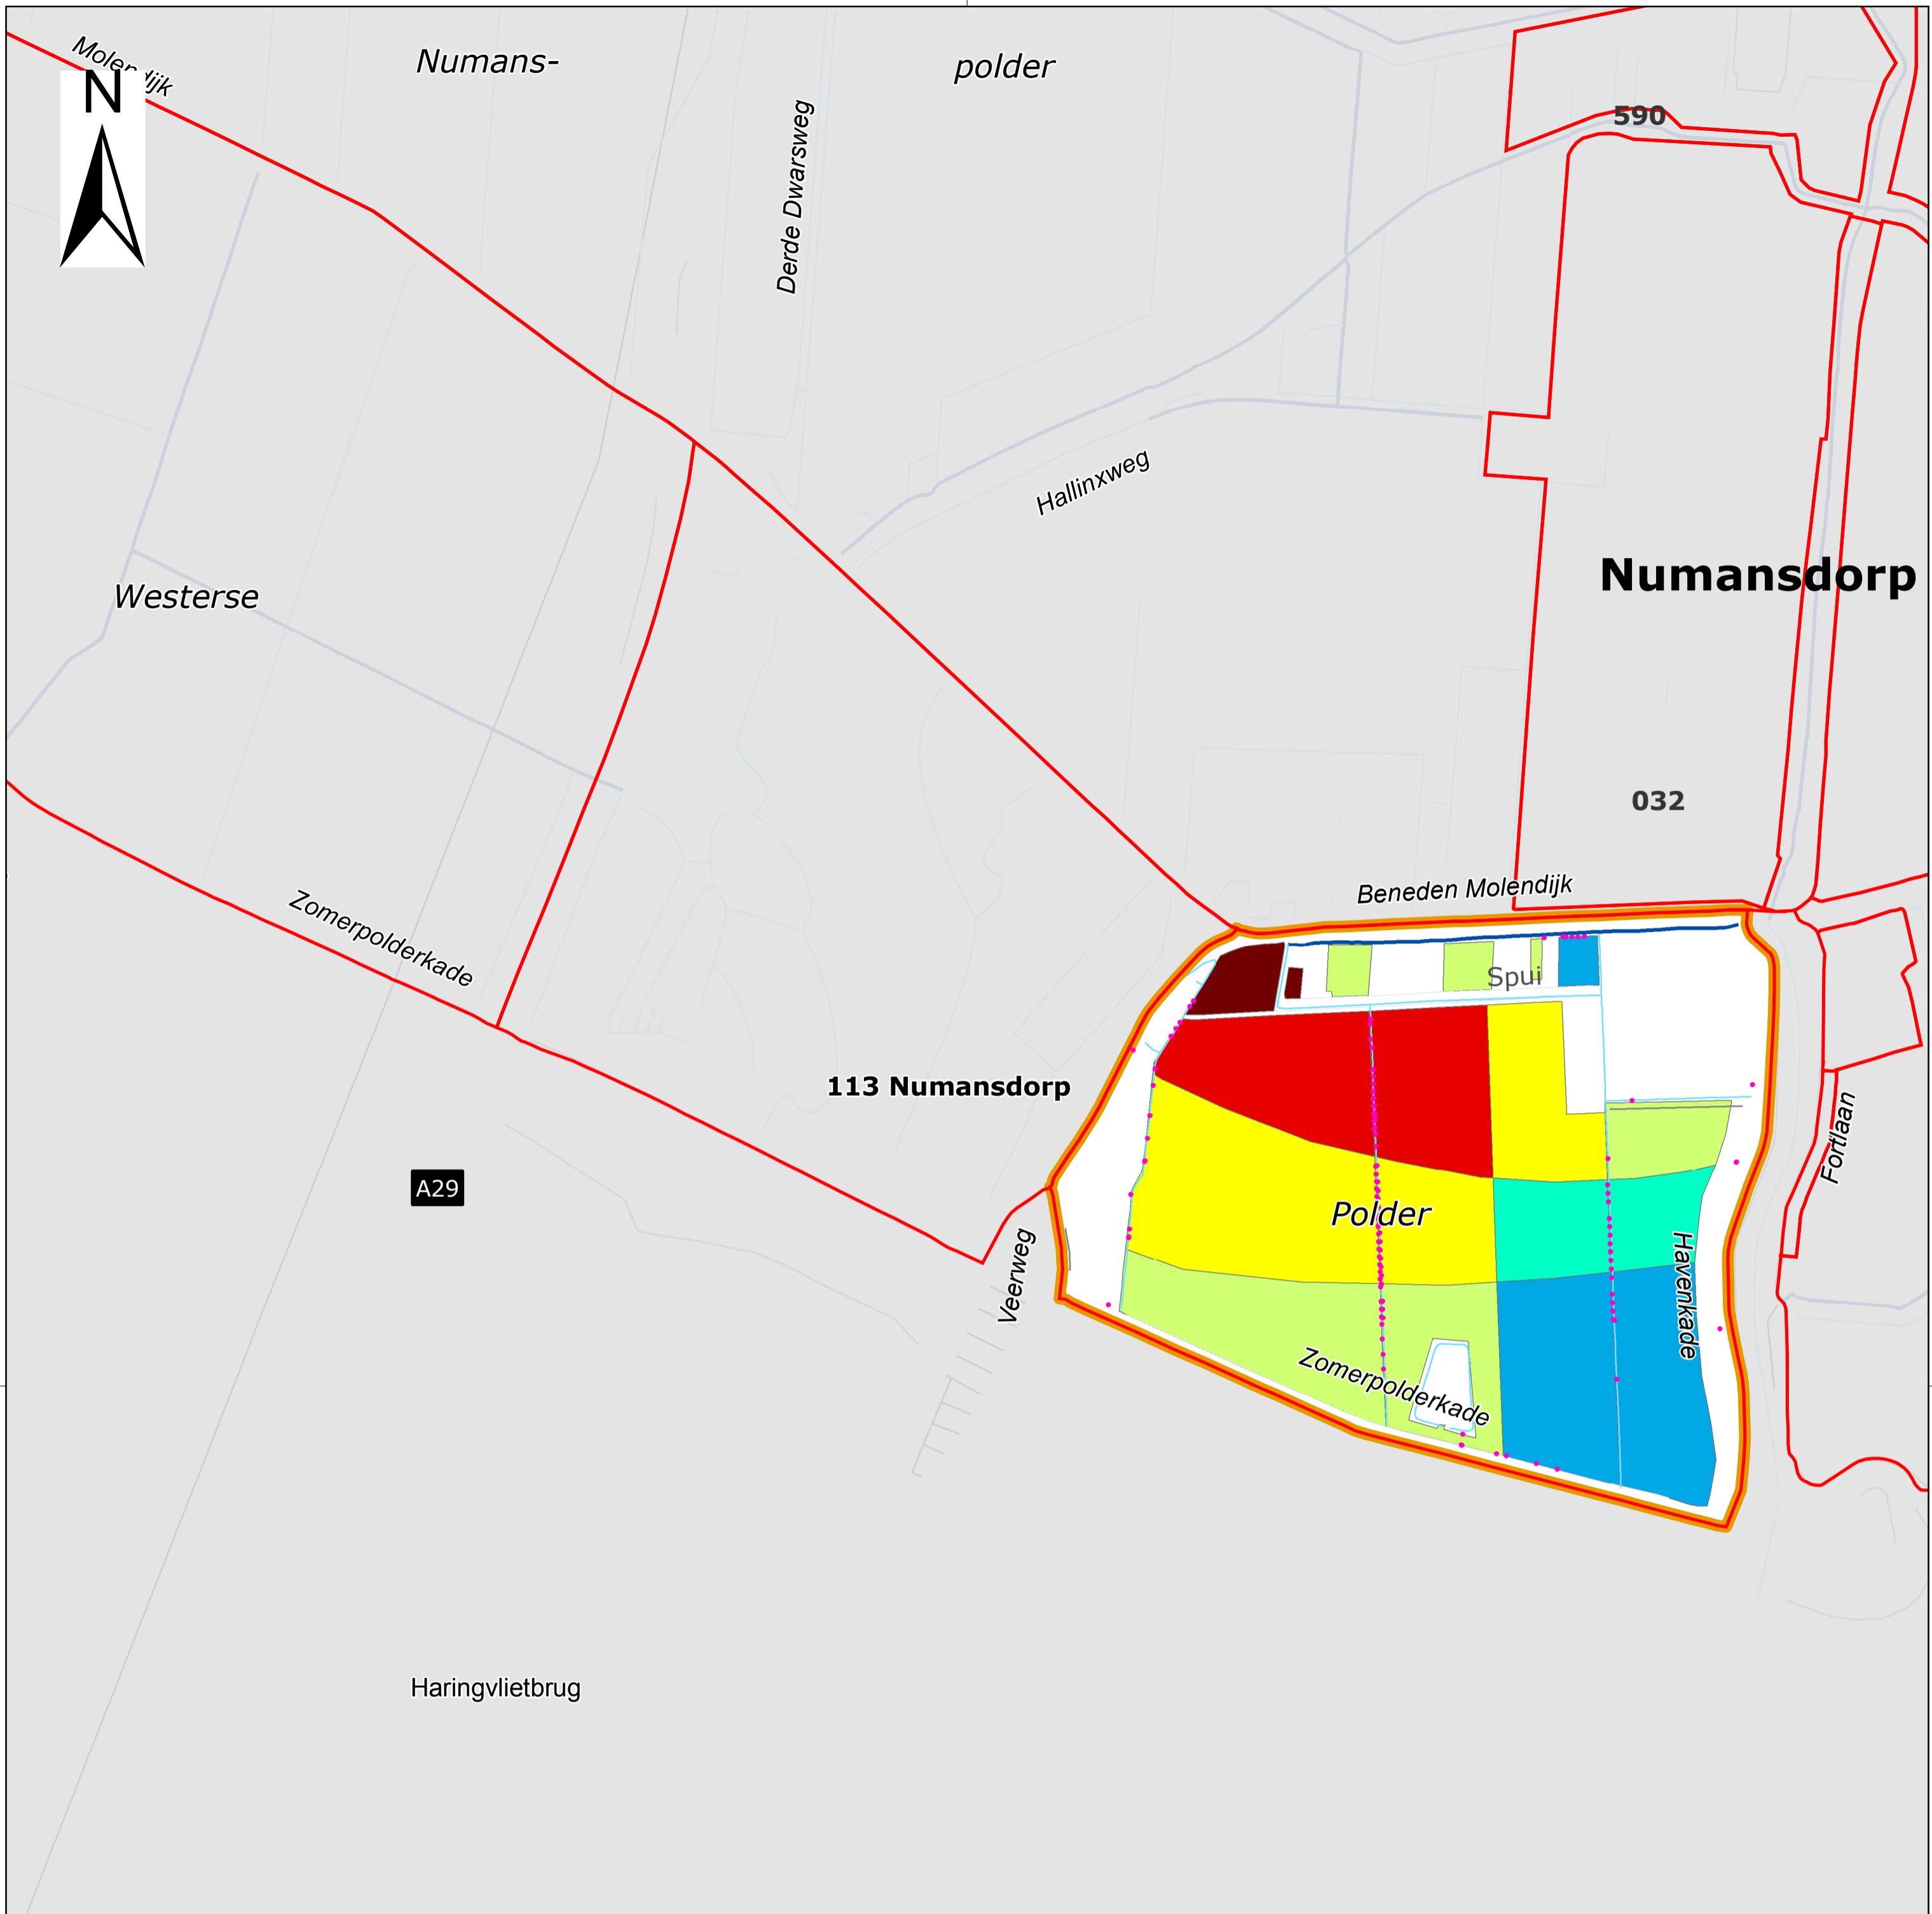 Molendijk
Numans-
polder
N
Derde Dwarsweg
590
Hallinxweg
Numansdorp
Westerse
032
Beneden Molendijk
Zomerpolderkade
Spui
113 Numansdorp
Fortlaan
A29
Polder
Veerweg
Havenkade
Zomerpolderkade
Haringvlietbrug